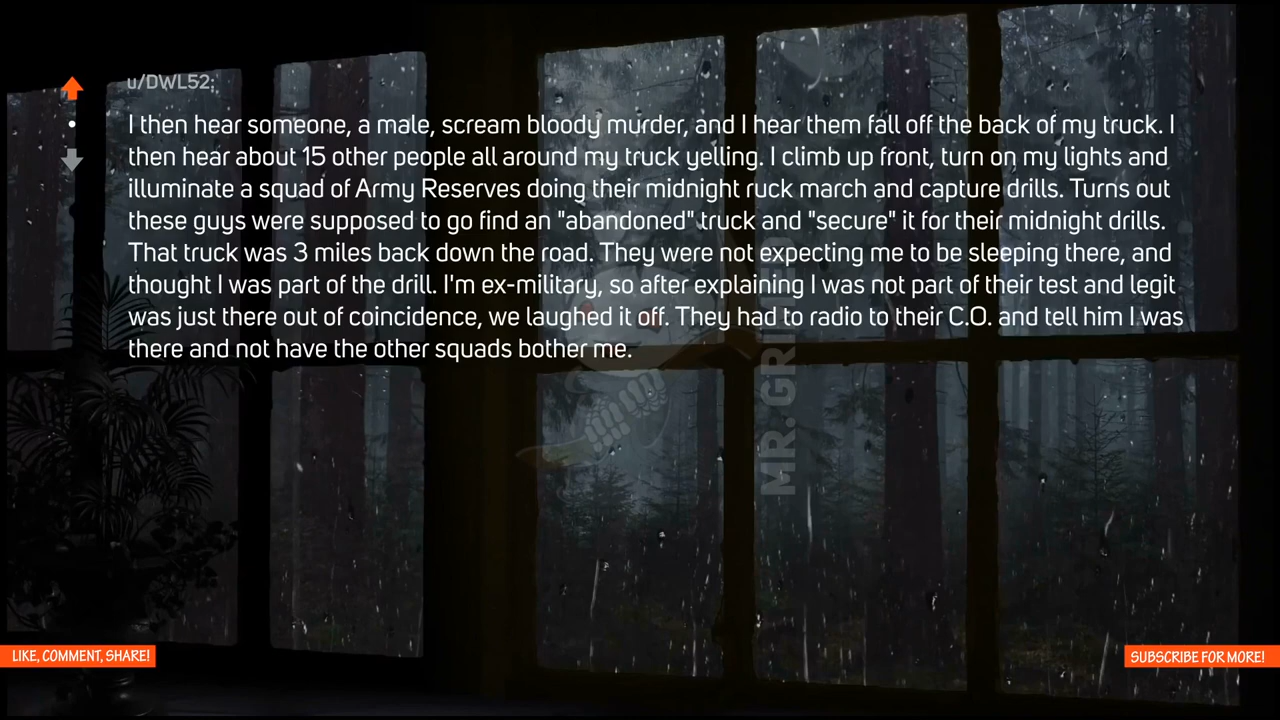 u/DWL52:
I then hear someone, a male, scream bloody murder, and I hear them fall off the back of my truck. I
then hear about 15 other people all around my truck yelling. I climb up front, turn on my lights and
illuminate a squad of Army Reserves doing their midnight ruck march and capture drills. Turns out
these guys were supposed to go find an "abandoned" truck and "secure" it for their midnight drills.
That truck was 3 miles back down the road. They were not expecting me to be sleeping there, and
thought I was part of the drill. I'm ex-military, so after explaining I was not part of their test and legit
was just there out of coincidence, we laughed it off. They had to radio to their C.O. and tell him I was
there and not have the other squads bother me.
MR. GRIM
LIKE, COMMENT, SHARE!
SUBSCRIBE FOR MORE!